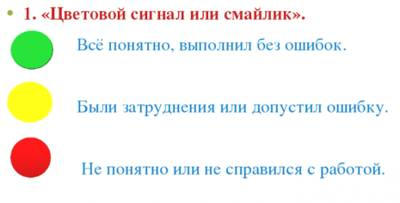 1. «Цветовой сигнал или смайлик».
Всё понятно, выполнил без ошибок.
Были затруднения или допустил ошибку.
Не понятно или не справился с работой.